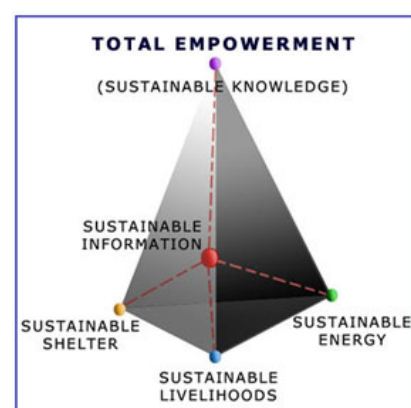 TOTAL EMPOWERMENT
(SUSTAINABLE KNOWLEDGE)
SUSTAINABLE
INFORMATION
SUSTAINABLE
SHELTER
SUSTAINABLE
ENERGY
SUSTAINABLE
LIVELIHOODS